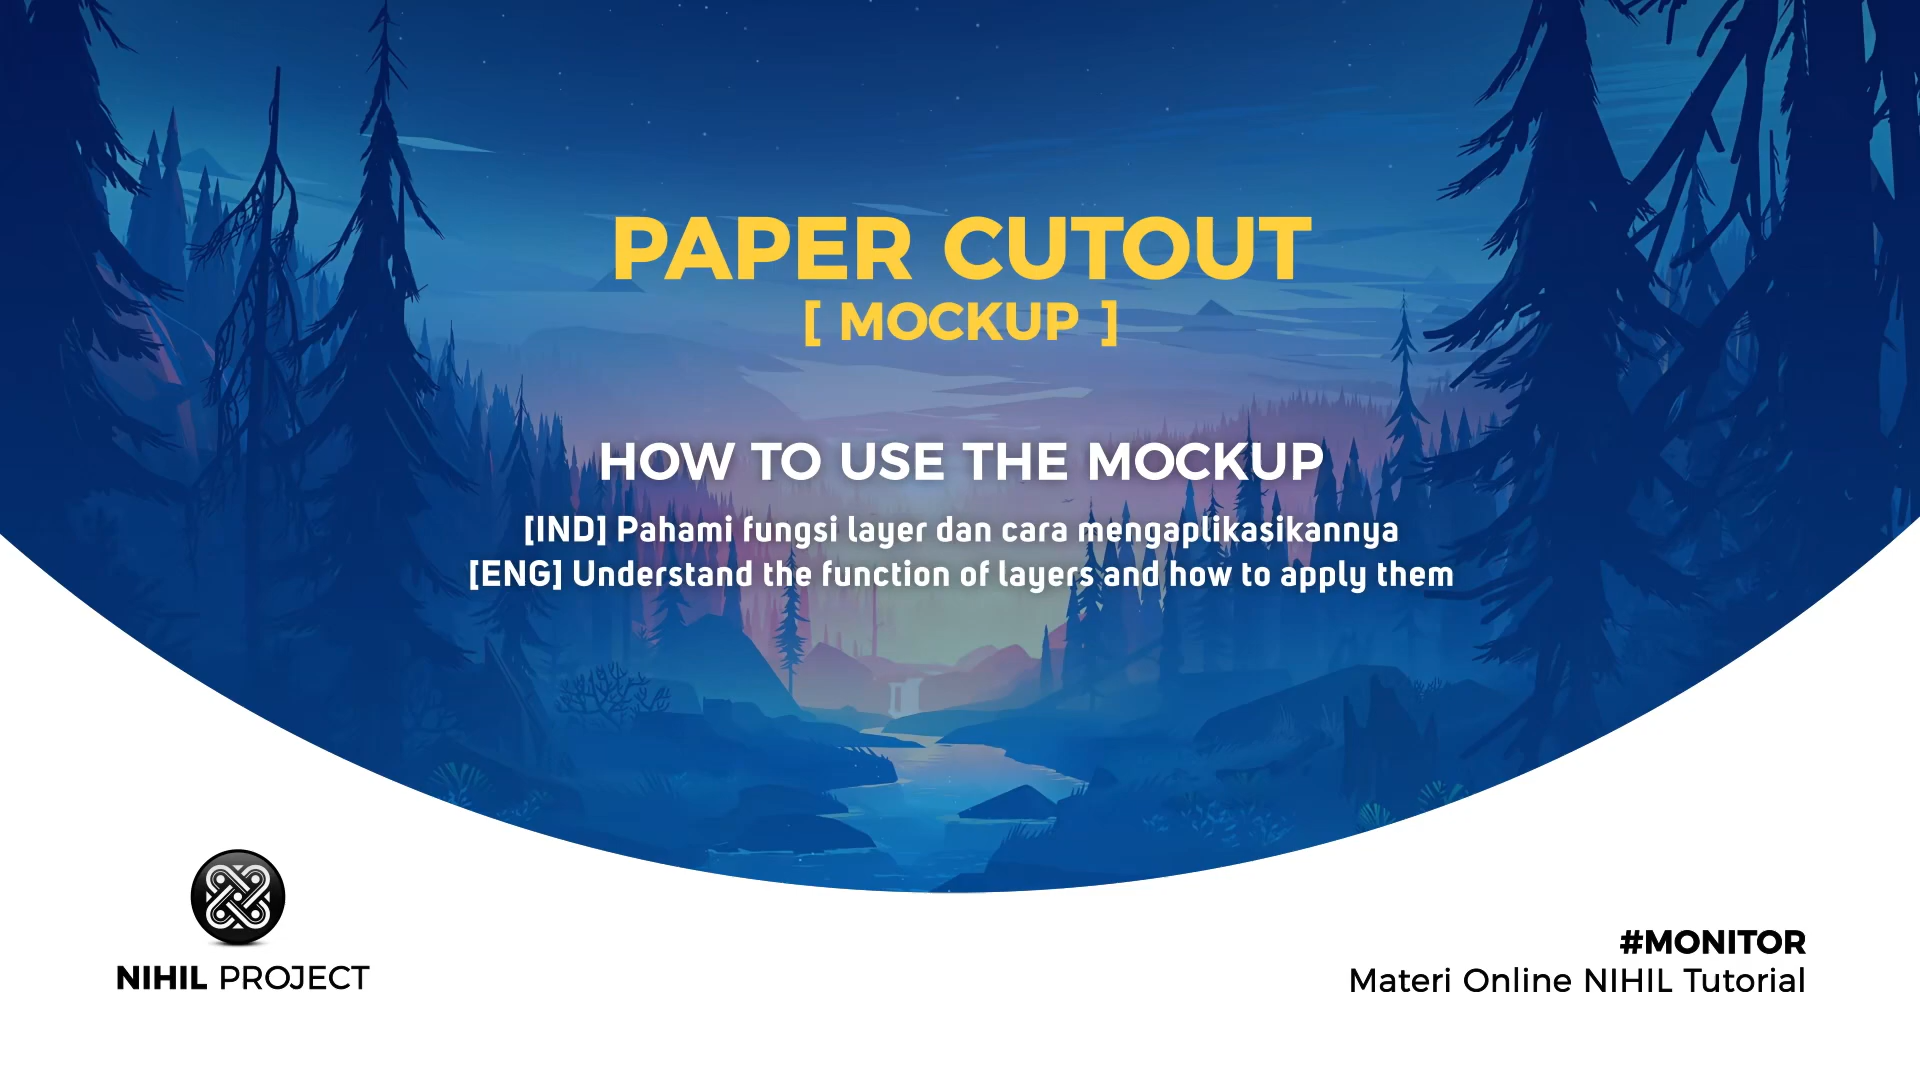 PAPER CUTOUT
[ MOCKUP ]
HOW TO USE THE MOCKUP
[IND] Pahami fungsi layer dan cara mengaplikasikannya
[ENG] Understand the function of layers and how to apply them
NIHIL PROJECT
#MONITOR
Materi Online NIHIL Tutorial